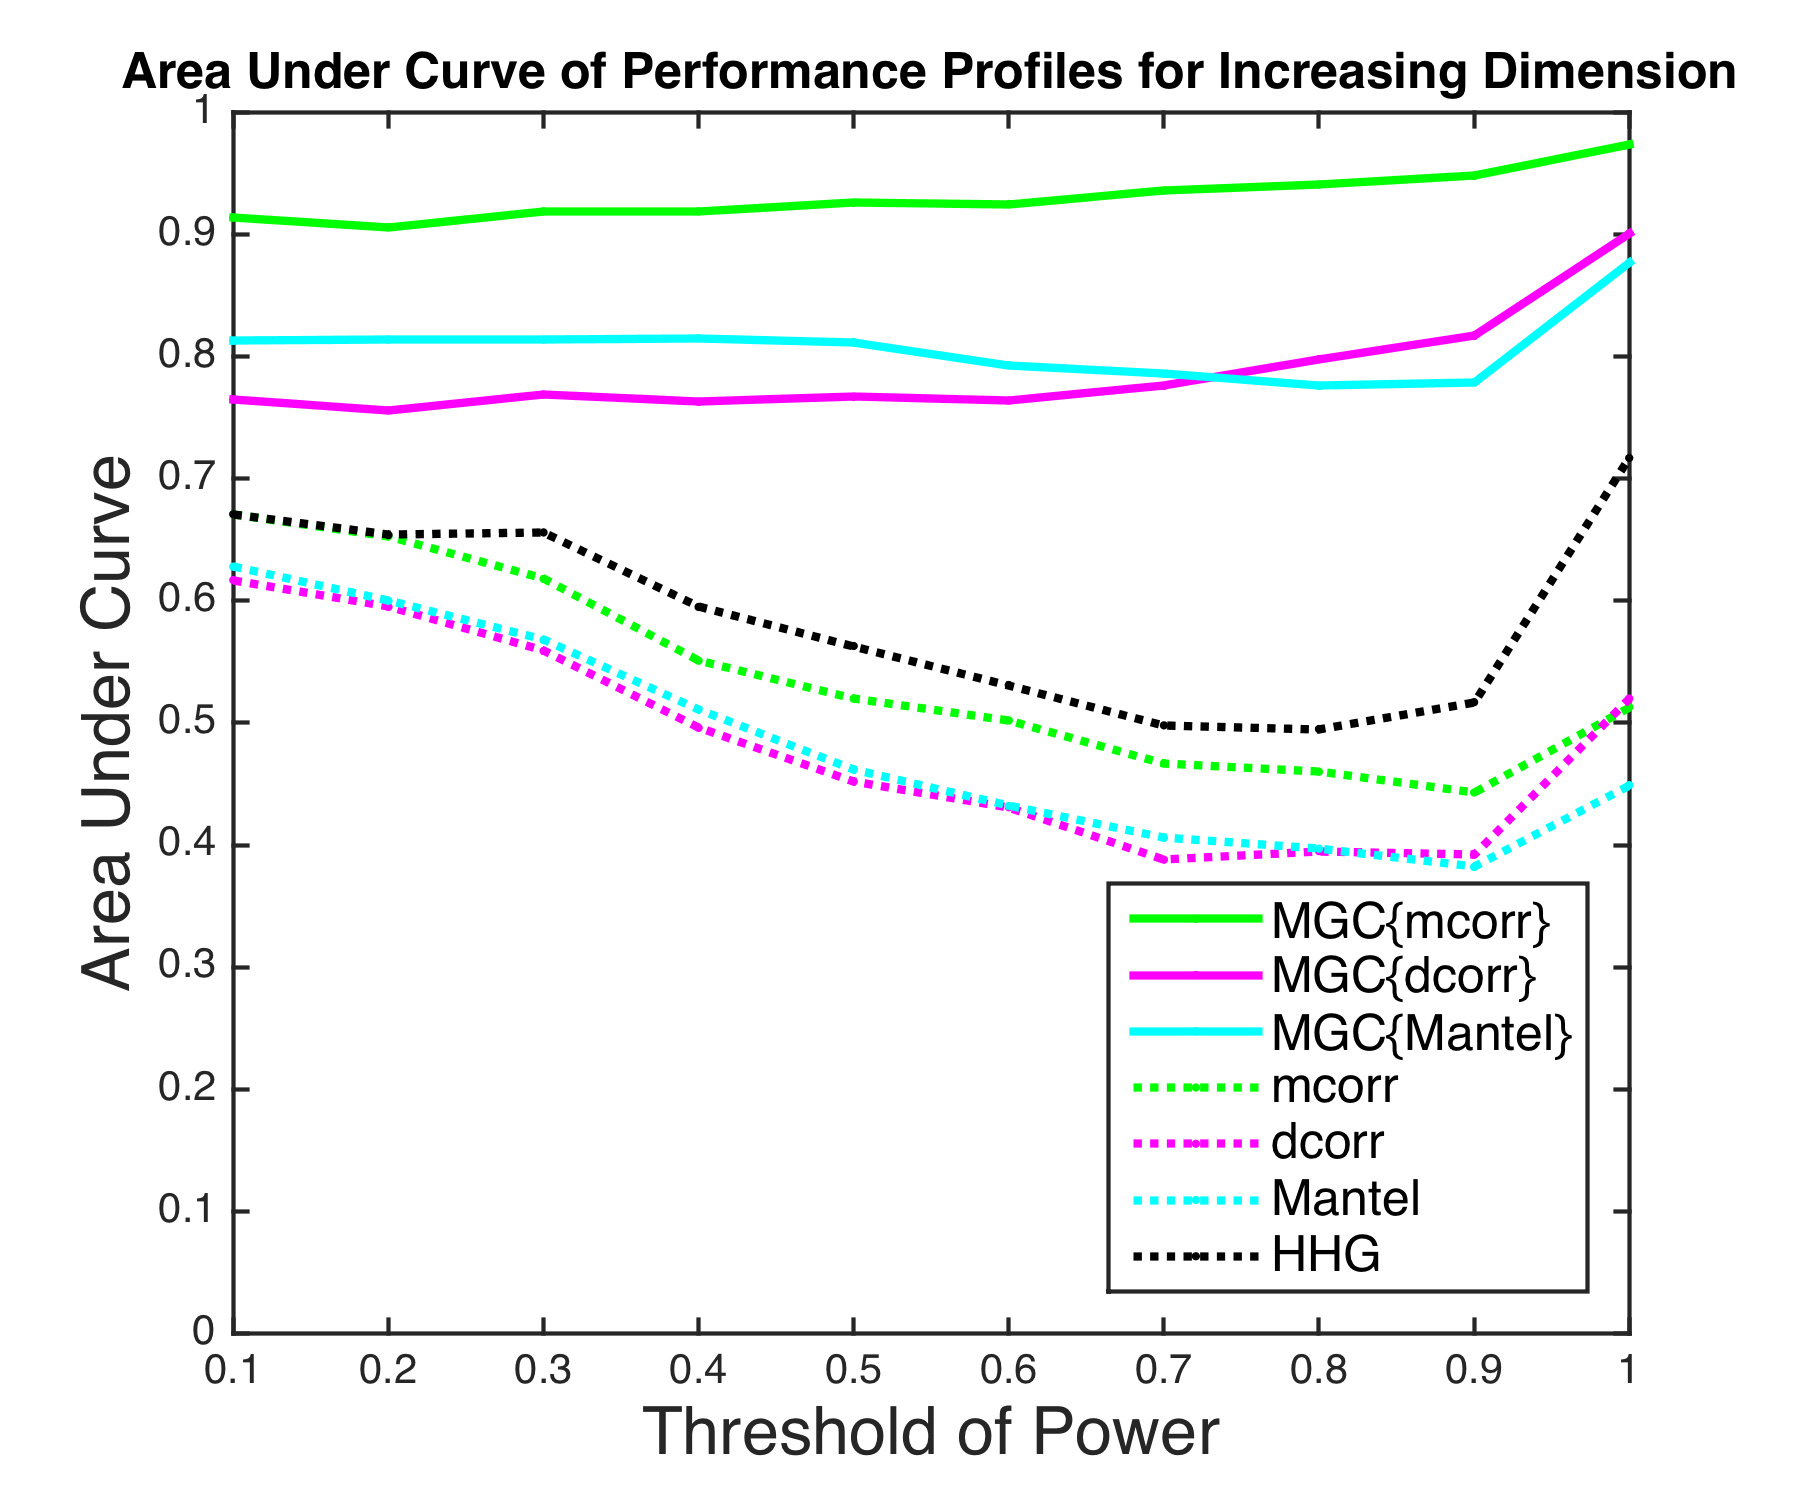 Area Under Curve of Performance Profiles for Increasing Dimension
1
0.9
0.8
0.7
0.6
0.5
0.4
0.3
0.2
0.1
0
Area Under Curve
MGC{mcorr}
MGC{dcorr}
MGC{Mantel}
mcorr
dcorr
Mantel
HHG
0.1 0.2 0.3 0.4 0.5 0.6 0.7 0.8 0.9 1
Threshold of Power